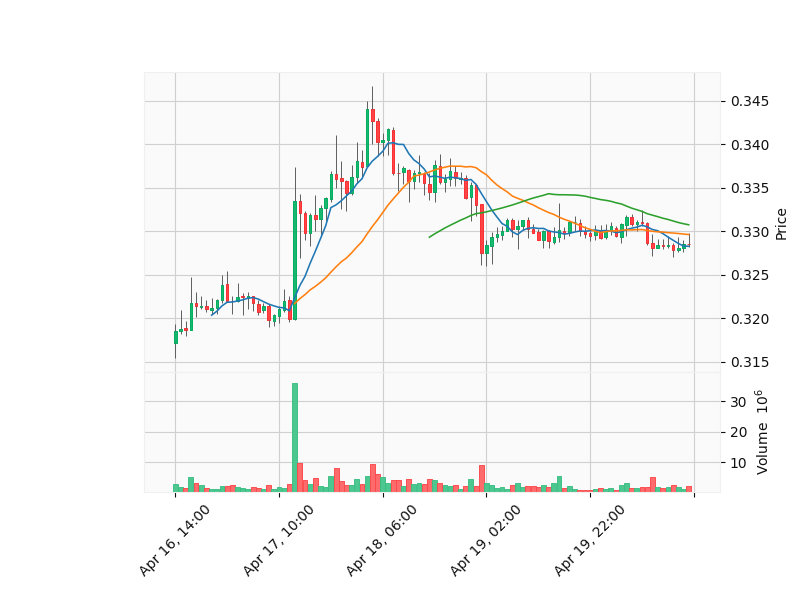 0.345
0.340
0.335
0.330
0.325
0.320
0.315
Price
30
20
10
Volume 10⁶
Apr 16, 14:00
Apr 17, 10:00
Apr 18, 06:00
Apr 19, 02:00
Apr 19, 22:00